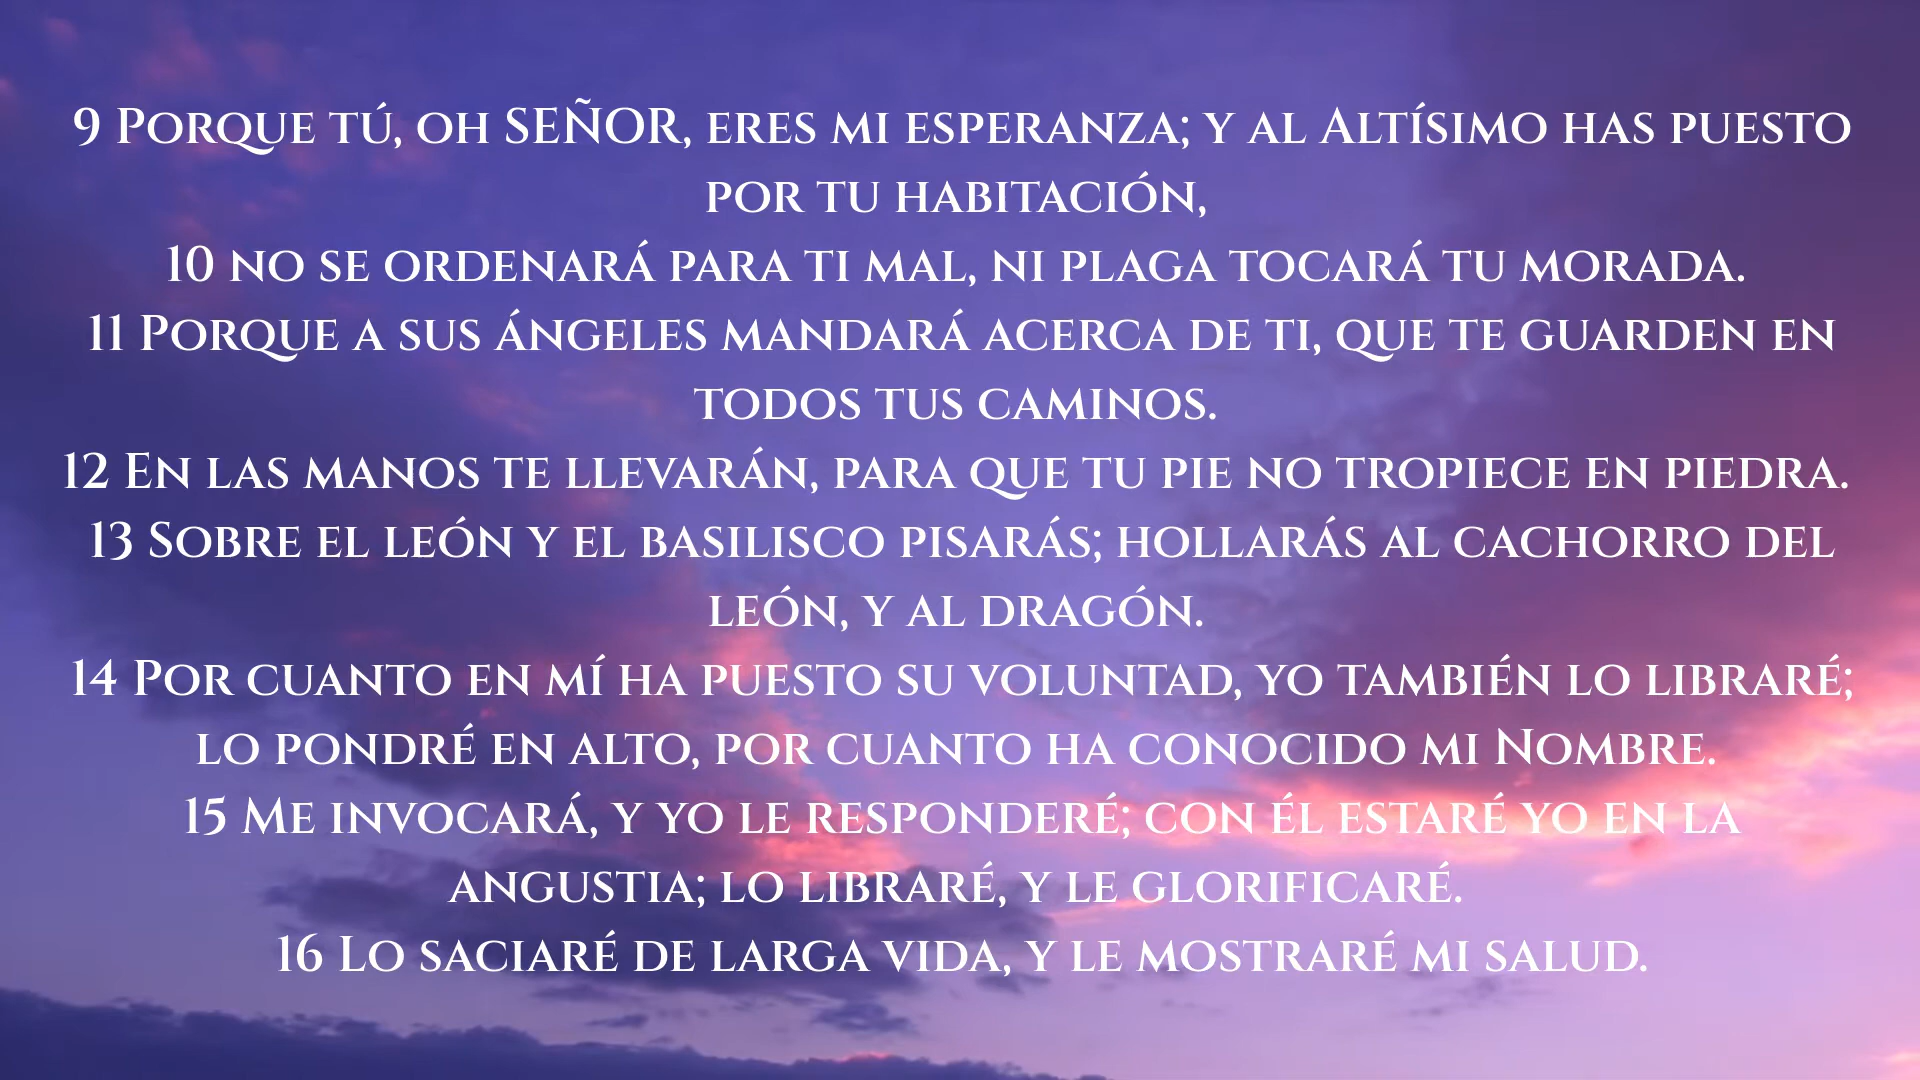 9 Porque tú, oh SEÑOR, eres mi esperanza; y al Altísimo has puesto
por tu habitación,
10 no se ordenará para ti mal, ni plaga tocará tu morada.
11 Porque a sus ángeles mandará acerca de ti, que te guarden en
todos tus caminos.
12 En las manos te llevarán, para que tu pie no tropiece en piedra.
13 Sobre el león y el basilisco pisarás; hollarás al cachorro del
león, y al dragón.
14 Por cuanto en mí ha puesto su voluntad, yo también lo libraré;
lo pondré en alto, por cuanto ha conocido mi Nombre.
15 Me invocará, y yo le responderé; con él estaré yo en la
angustia; lo libraré, y le glorificaré.
16 Lo saciaré de larga vida, y le mostraré mi salud.